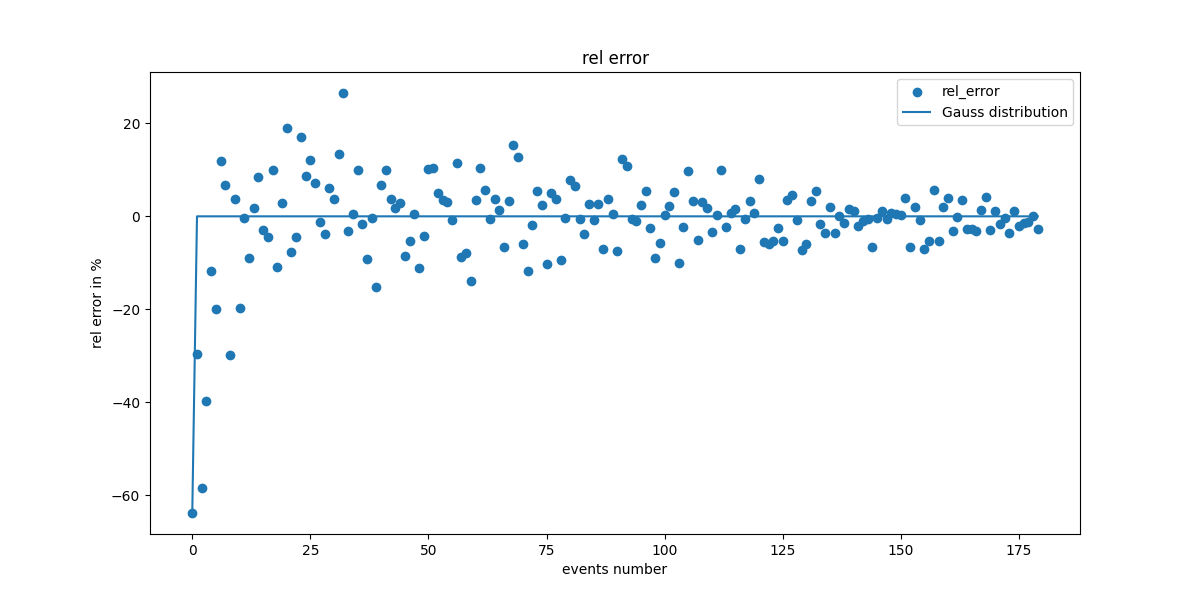 rel error
rel_error
Gauss distribution
20
0
−20
−40
−60
rel error in %
0 25 50 75 100 125 150 175
events number